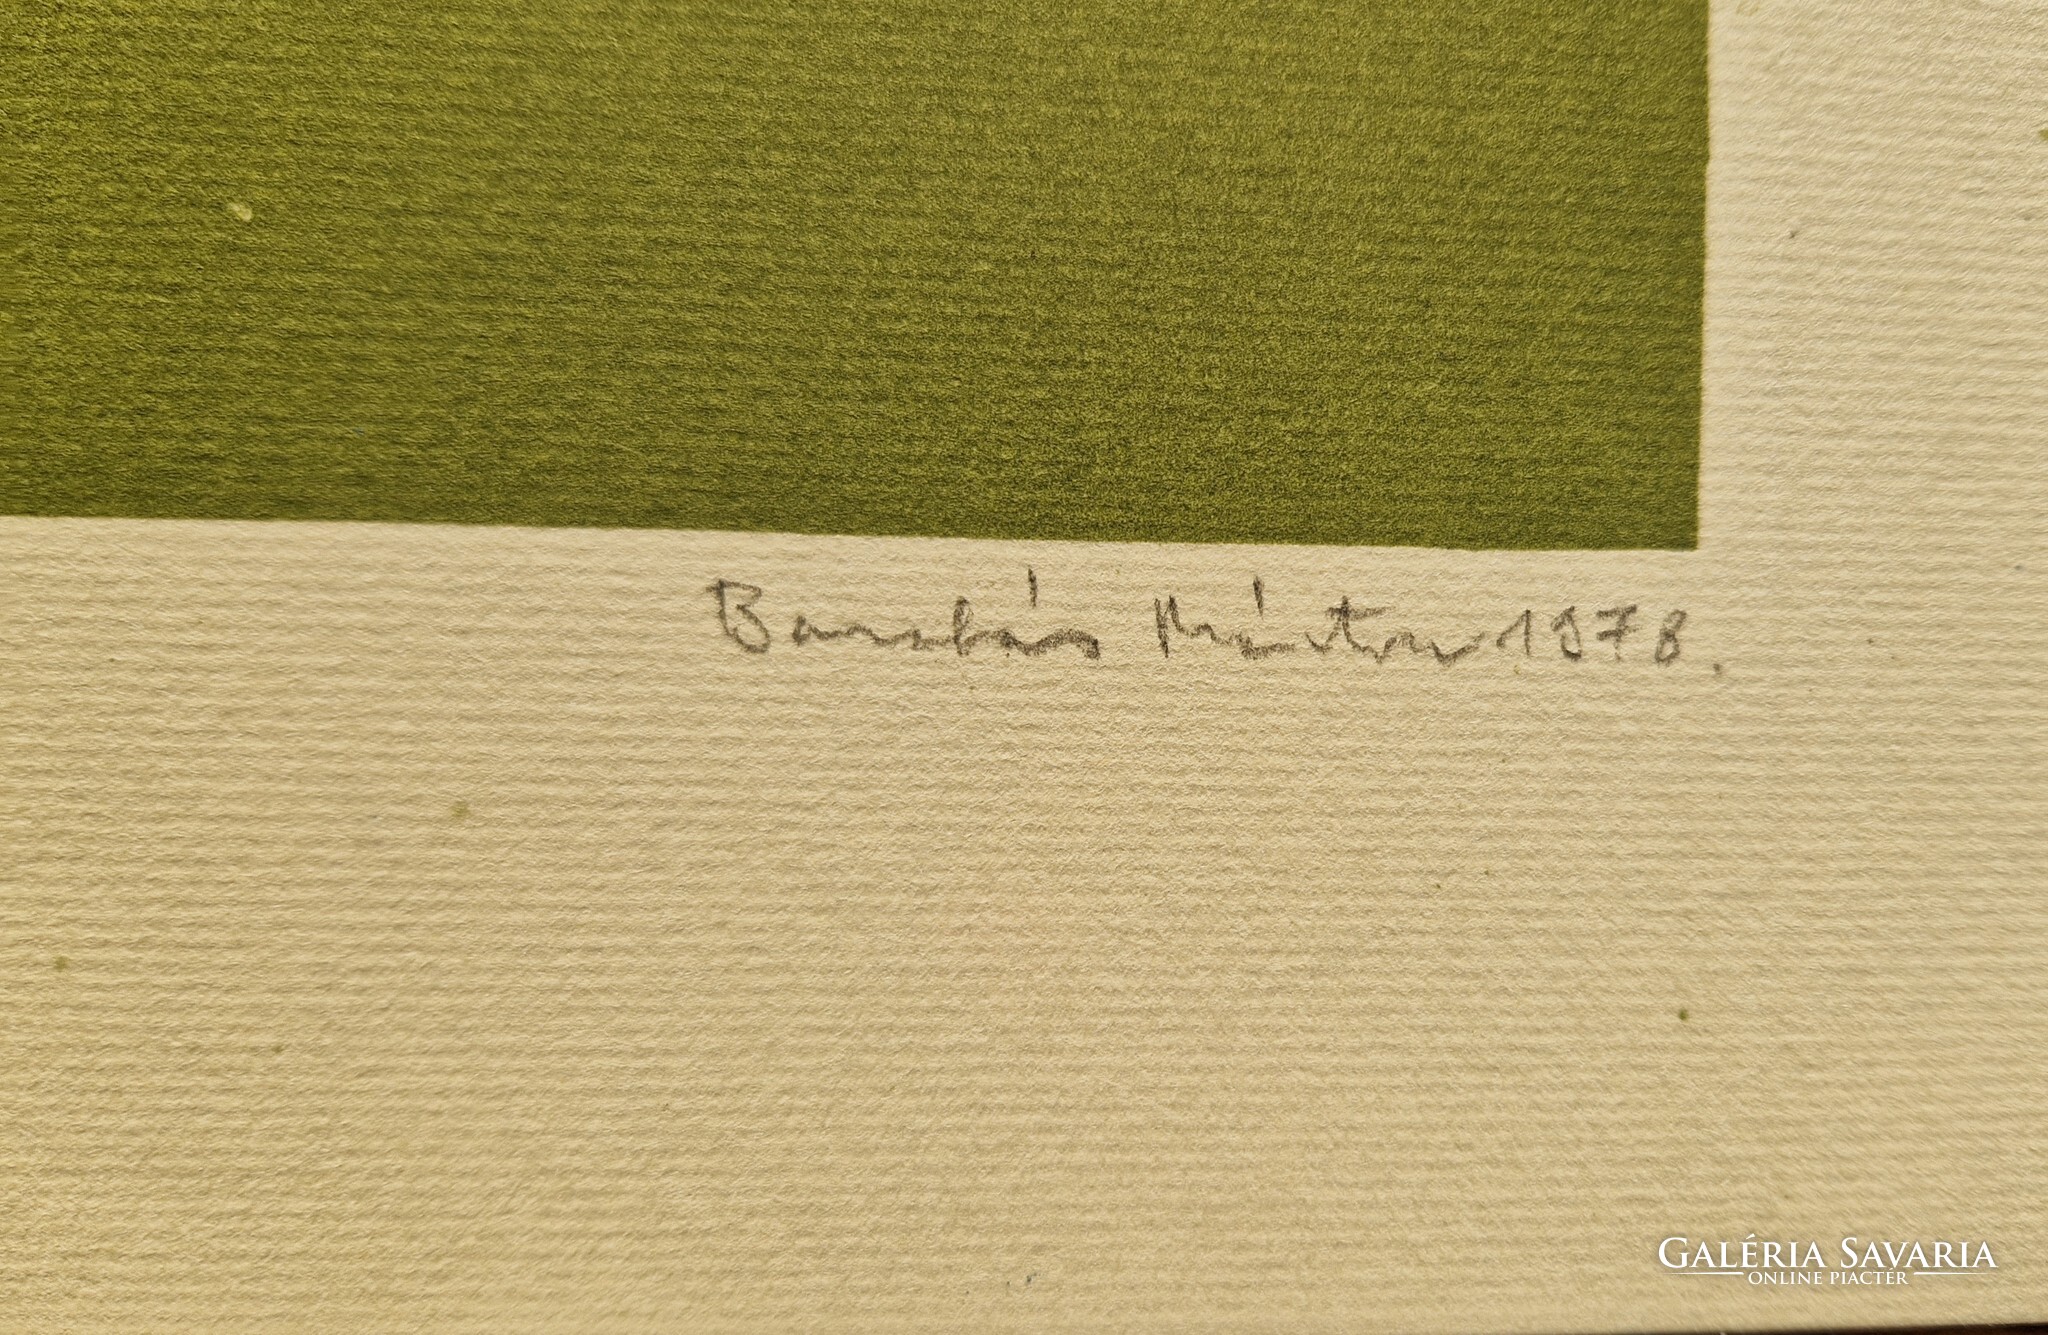 Barabás Márton 1978.
GALÉRIA SAVARIA
ONLINE PIACTÉR